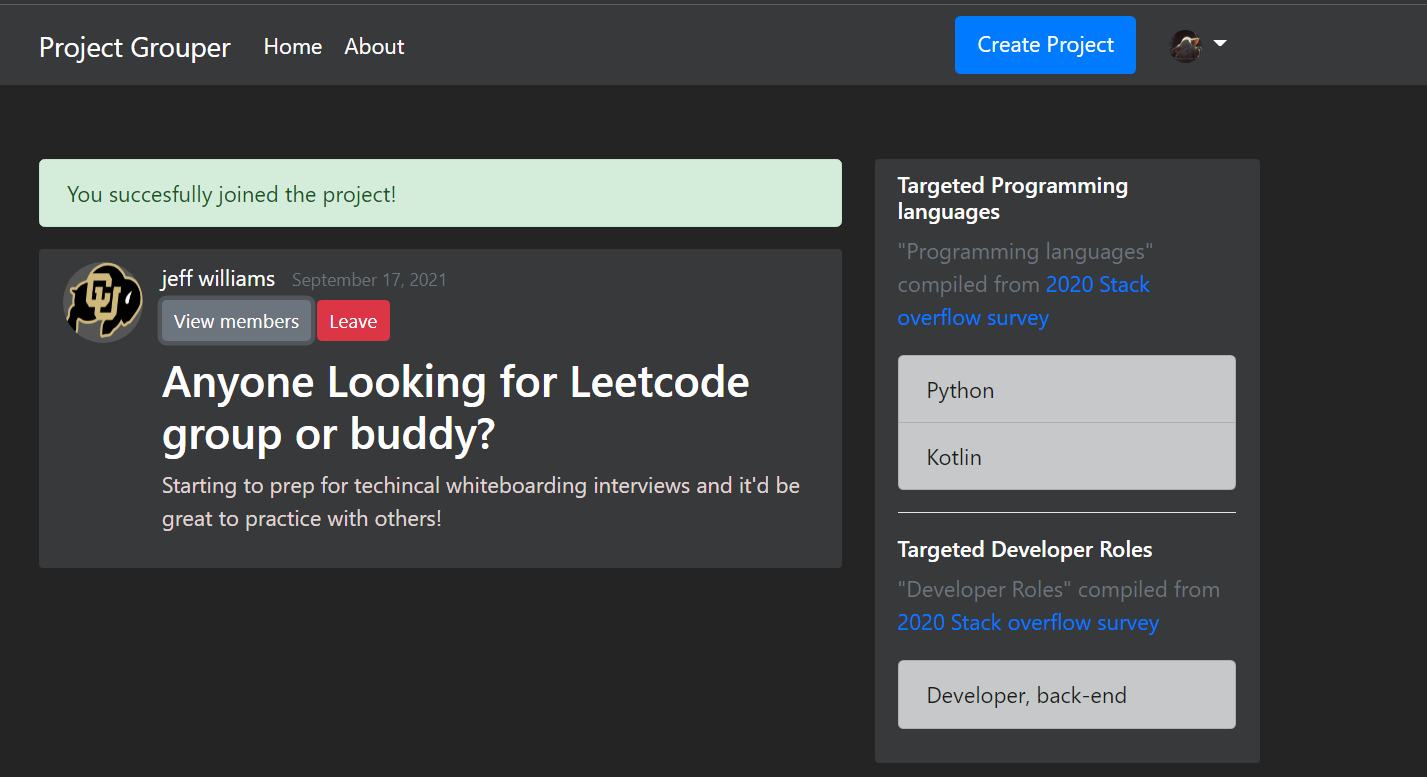 Project Grouper Home About Create Project
You succesfully joined the project!
CU
jeff williams September 17, 2021
View members Leave
Anyone Looking for Leetcode
group or buddy?
Starting to prep for techincal whiteboarding interviews and it'd be
great to practice with others!
Targeted Programming
languages
"Programming languages"
compiled from 2020 Stack
overflow survey
Python
Kotlin
Targeted Developer Roles
"Developer Roles" compiled from
2020 Stack overflow survey
Developer, back-end